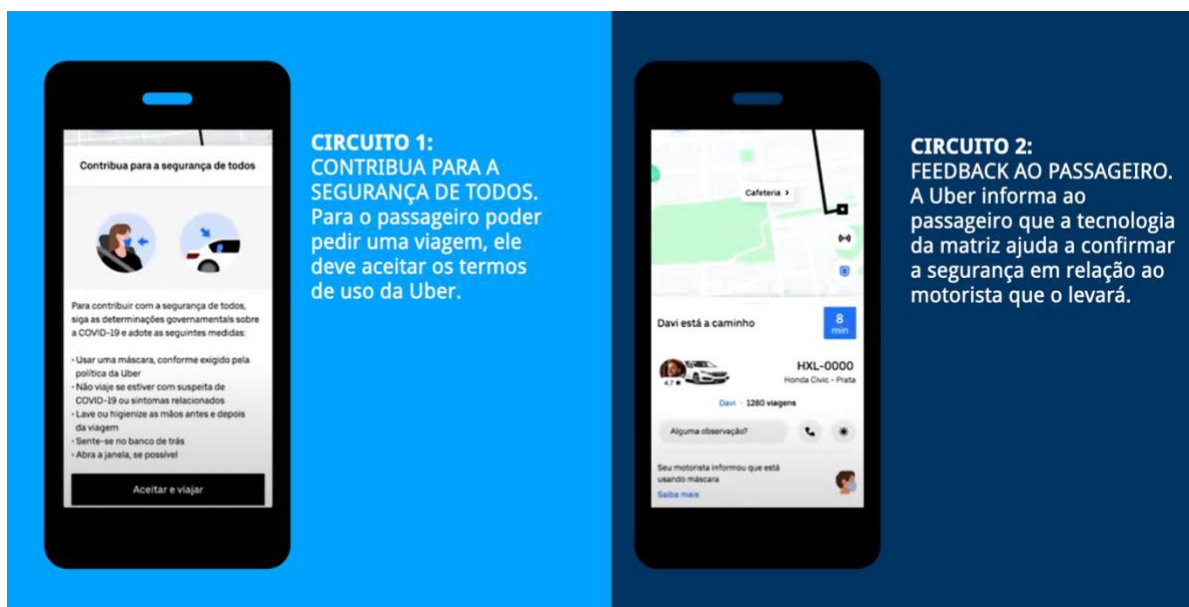 Contribua para a segurança de todos
Para contribuir com a segurança de todos,
siga as determinações governamentais sobre
a COVID-19 e adote as seguintes medidas:
• Usar uma máscara, conforme exigido pela
política da Uber
• Não viaje se estiver com suspeita de
COVID-19 ou sintomas relacionados
• Lave ou higienize as mãos antes e depois
da viagem
• Sente-se no banco de trás
• Abra a janela, se possível
Aceitar e viajar
CIRCUITO 1:
CONTRIBUA PARA A
SEGURANÇA DE TODOS.
Para o passageiro poder
pedir uma viagem, ele
deve aceitar os termos
de uso da Uber.
Cafeteria >
Davi está a caminho
8
min
4.7 ★
HXL-0000
Honda Civic - Prata
Davi · 1280 viagens
Alguma observação?
Seu motorista informou que está
usando máscara
Saiba mais
CIRCUITO 2:
FEEDBACK AO PASSAGEIRO.
A Uber informa ao
passageiro que a tecnologia
da matriz ajuda a confirmar
a segurança em relação ao
motorista que o levará.